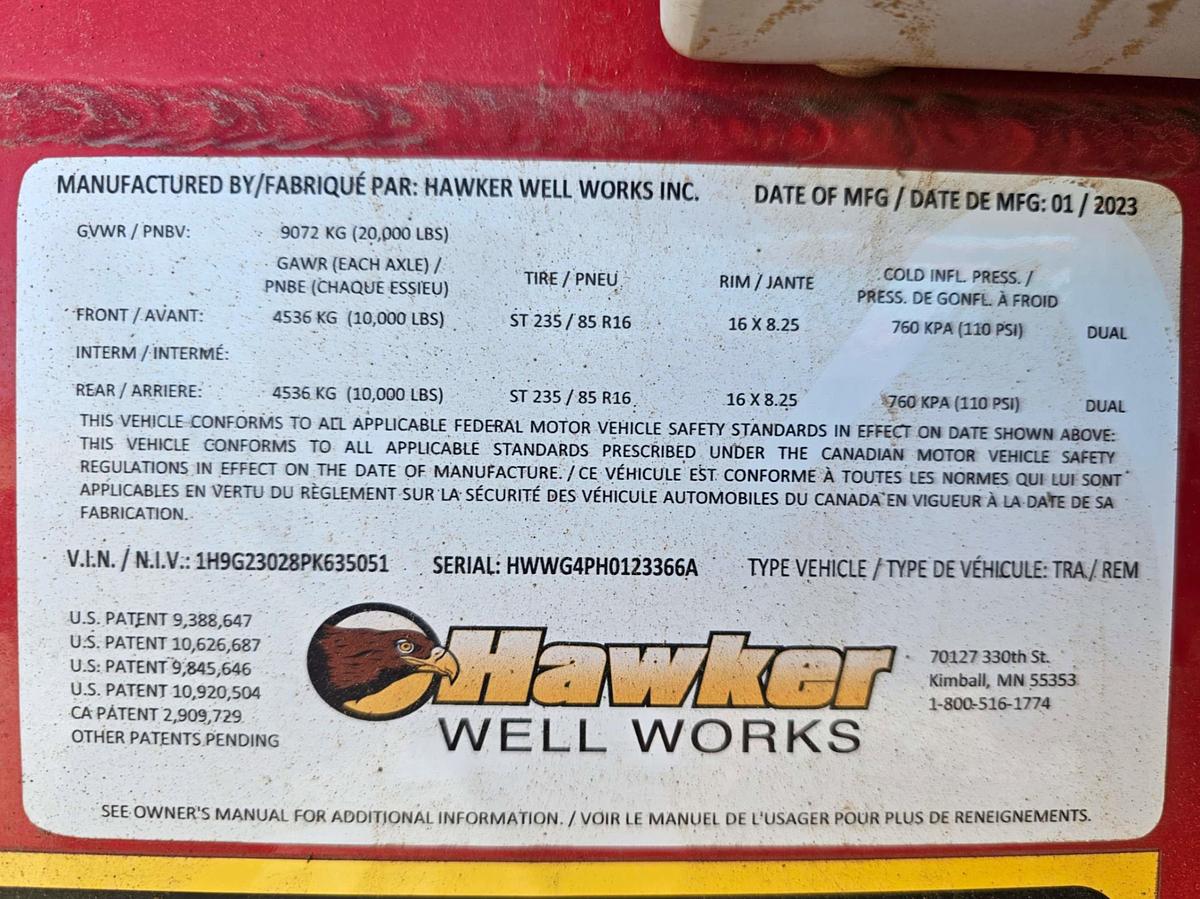 MANUFACTURED BY/FABRIQUÉ PAR: HAWKER WELL WORKS INC. DATE OF MFG / DATE DE MFG: 01 / 2023
GVWR / PNBV: 9072 KG (20,000 LBS)
GAWR (EACH AXLE) / PNBE (CHAQUE ESSIEU) TIRE / PNEU RIM / JANTE COLD INFL. PRESS. / PRESS. DE GONFL. À FROID
FRONT / AVANT: 4536 KG (10,000 LBS) ST 235 / 85 R16 16 X 8.25 760 KPA (110 PSI) DUAL
INTERM / INTERMÉ:
REAR / ARRIERE: 4536 KG (10,000 LBS) ST 235 / 85 R16 16 X 8.25 760 KPA (110 PSI) DUAL
THIS VEHICLE CONFORMS TO ALL APPLICABLE FEDERAL MOTOR VEHICLE SAFETY STANDARDS IN EFFECT ON DATE SHOWN ABOVE:
THIS VEHICLE CONFORMS TO ALL APPLICABLE STANDARDS PRESCRIBED UNDER THE CANADIAN MOTOR VEHICLE SAFETY
REGULATIONS IN EFFECT ON THE DATE OF MANUFACTURE. / CE VÉHICULE EST CONFORME À TOUTES LES NORMES QUI LUI SONT
APPLICABLES EN VERTU DU RÈGLEMENT SUR LA SÉCURITÉ DES VÉHICULE AUTOMOBILES DU CANADA EN VIGUEUR À LA DATE DE SA
FABRICATION.
V.I.N. / N.I.V.: 1H9G23028PK635051 SERIAL: HWWG4PH0123366A TYPE VEHICLE / TYPE DE VÉHICULE: TRA./ REM
U.S. PATENT 9,388,647
U.S. PATENT 10,626,687
U.S. PATENT 9,845,646
U.S. PATENT 10,920,504
CA PATENT 2,909,729
OTHER PATENTS PENDING
Hawker
WELL WORKS
70127 330th St.
Kimball, MN 55353
1-800-516-1774
SEE OWNER'S MANUAL FOR ADDITIONAL INFORMATION. / VOIR LE MANUEL DE L'USAGER POUR PLUS DE RENEIGNEMENTS.